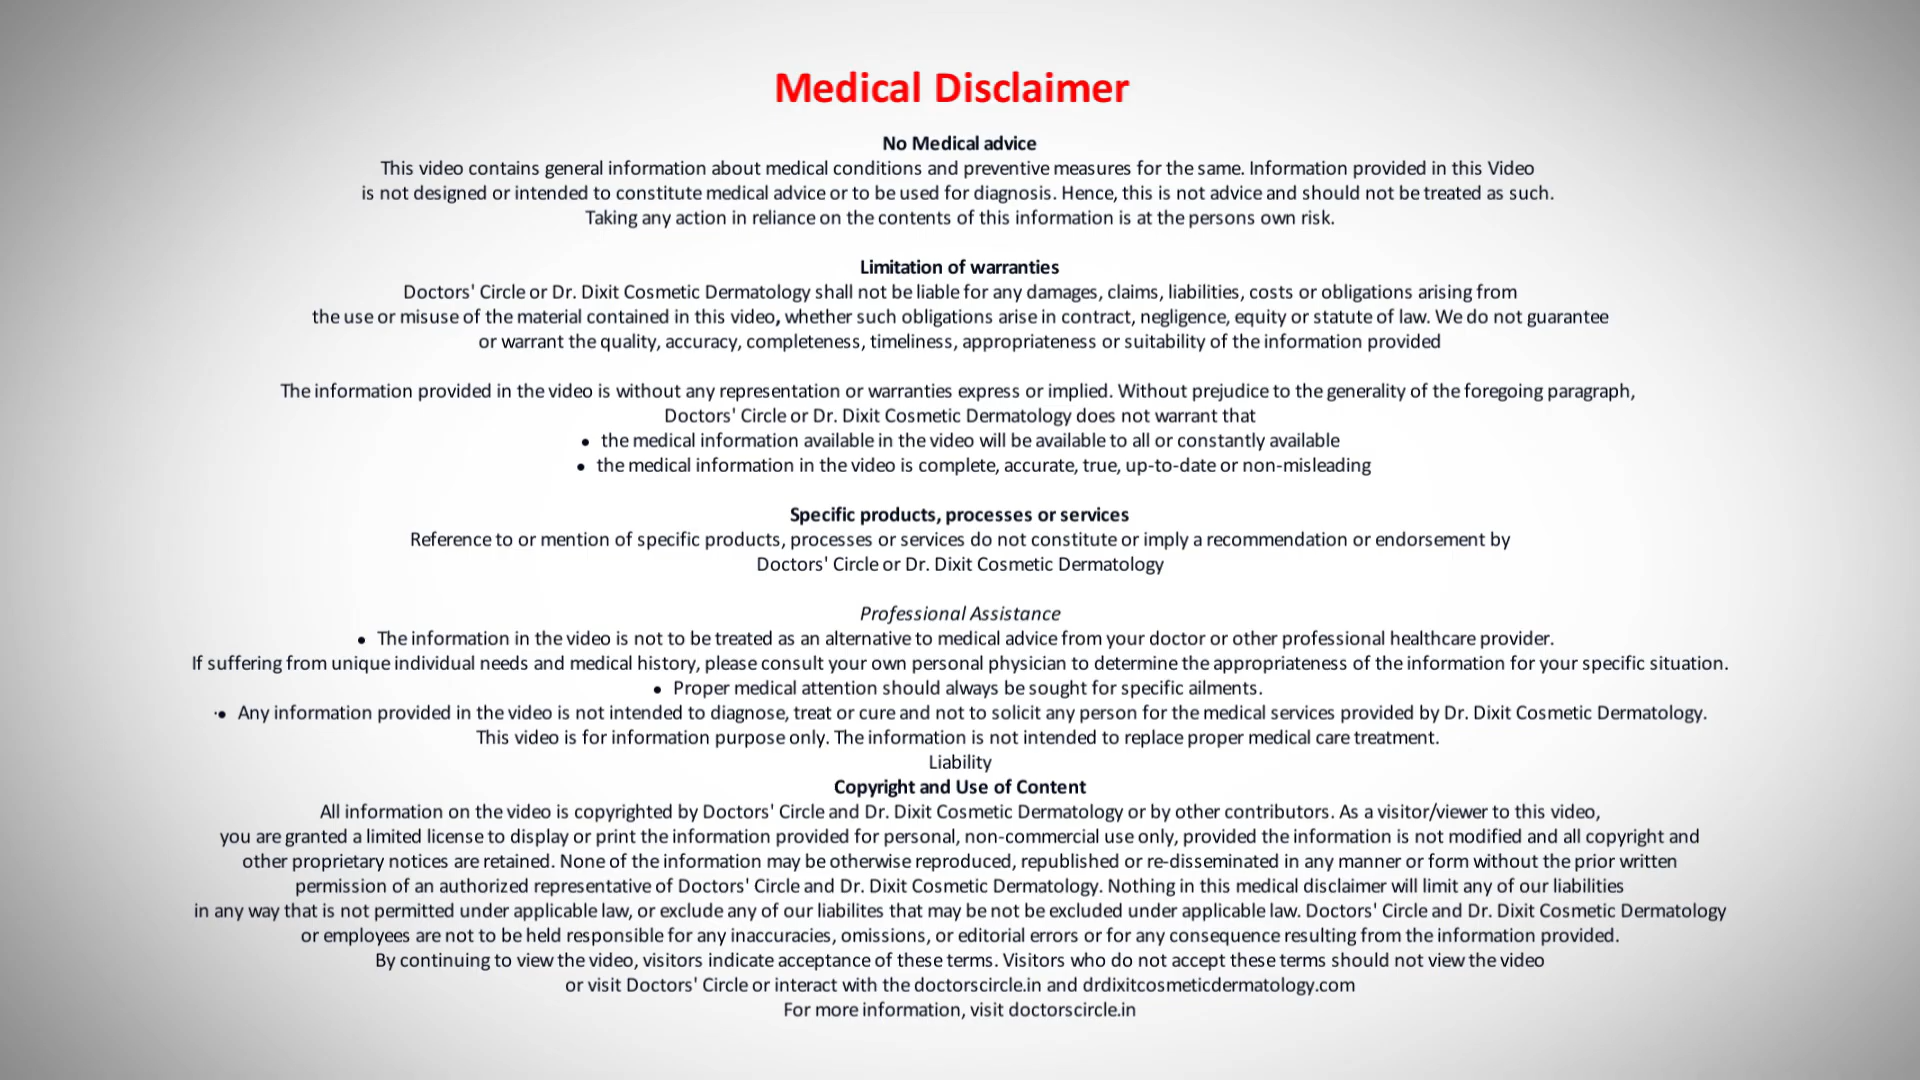 Medical Disclaimer
No Medical advice
This video contains general information about medical conditions and preventive measures for the same. Information provided in this Video
is not designed or intended to constitute medical advice or to be used for diagnosis. Hence, this is not advice and should not be treated as such.
Taking any action in reliance on the contents of this information is at the persons own risk.
Limitation of warranties
Doctors' Circle or Dr. Dixit Cosmetic Dermatology shall not be liable for any damages, claims, liabilities, costs or obligations arising from
the use or misuse of the material contained in this video, whether such obligations arise in contract, negligence, equity or statute of law. We do not guarantee
or warrant the quality, accuracy, completeness, timeliness, appropriateness or suitability of the information provided
The information provided in the video is without any representation or warranties express or implied. Without prejudice to the generality of the foregoing paragraph,
Doctors' Circle or Dr. Dixit Cosmetic Dermatology does not warrant that
• the medical information available in the video will be available to all or constantly available
• the medical information in the video is complete, accurate, true, up-to-date or non-misleading
Specific products, processes or services
Reference to or mention of specific products, processes or services do not constitute or imply a recommendation or endorsement by
Doctors' Circle or Dr. Dixit Cosmetic Dermatology
Professional Assistance
• The information in the video is not to be treated as an alternative to medical advice from your doctor or other professional healthcare provider.
If suffering from unique individual needs and medical history, please consult your own personal physician to determine the appropriateness of the information for your specific situation.
• Proper medical attention should always be sought for specific ailments.
·• Any information provided in the video is not intended to diagnose, treat or cure and not to solicit any person for the medical services provided by Dr. Dixit Cosmetic Dermatology.
This video is for information purpose only. The information is not intended to replace proper medical care treatment.
Liability
Copyright and Use of Content
All information on the video is copyrighted by Doctors' Circle and Dr. Dixit Cosmetic Dermatology or by other contributors. As a visitor/viewer to this video,
you are granted a limited license to display or print the information provided for personal, non-commercial use only, provided the information is not modified and all copyright and
other proprietary notices are retained. None of the information may be otherwise reproduced, republished or re-disseminated in any manner or form without the prior written
permission of an authorized representative of Doctors' Circle and Dr. Dixit Cosmetic Dermatology. Nothing in this medical disclaimer will limit any of our liabilities
in any way that is not permitted under applicable law, or exclude any of our liabilites that may be not be excluded under applicable law. Doctors' Circle and Dr. Dixit Cosmetic Dermatology
or employees are not to be held responsible for any inaccuracies, omissions, or editorial errors or for any consequence resulting from the information provided.
By continuing to view the video, visitors indicate acceptance of these terms. Visitors who do not accept these terms should not view the video
or visit Doctors' Circle or interact with the doctorscircle.in and drdixitcosmeticdermatology.com
For more information, visit doctorscircle.in